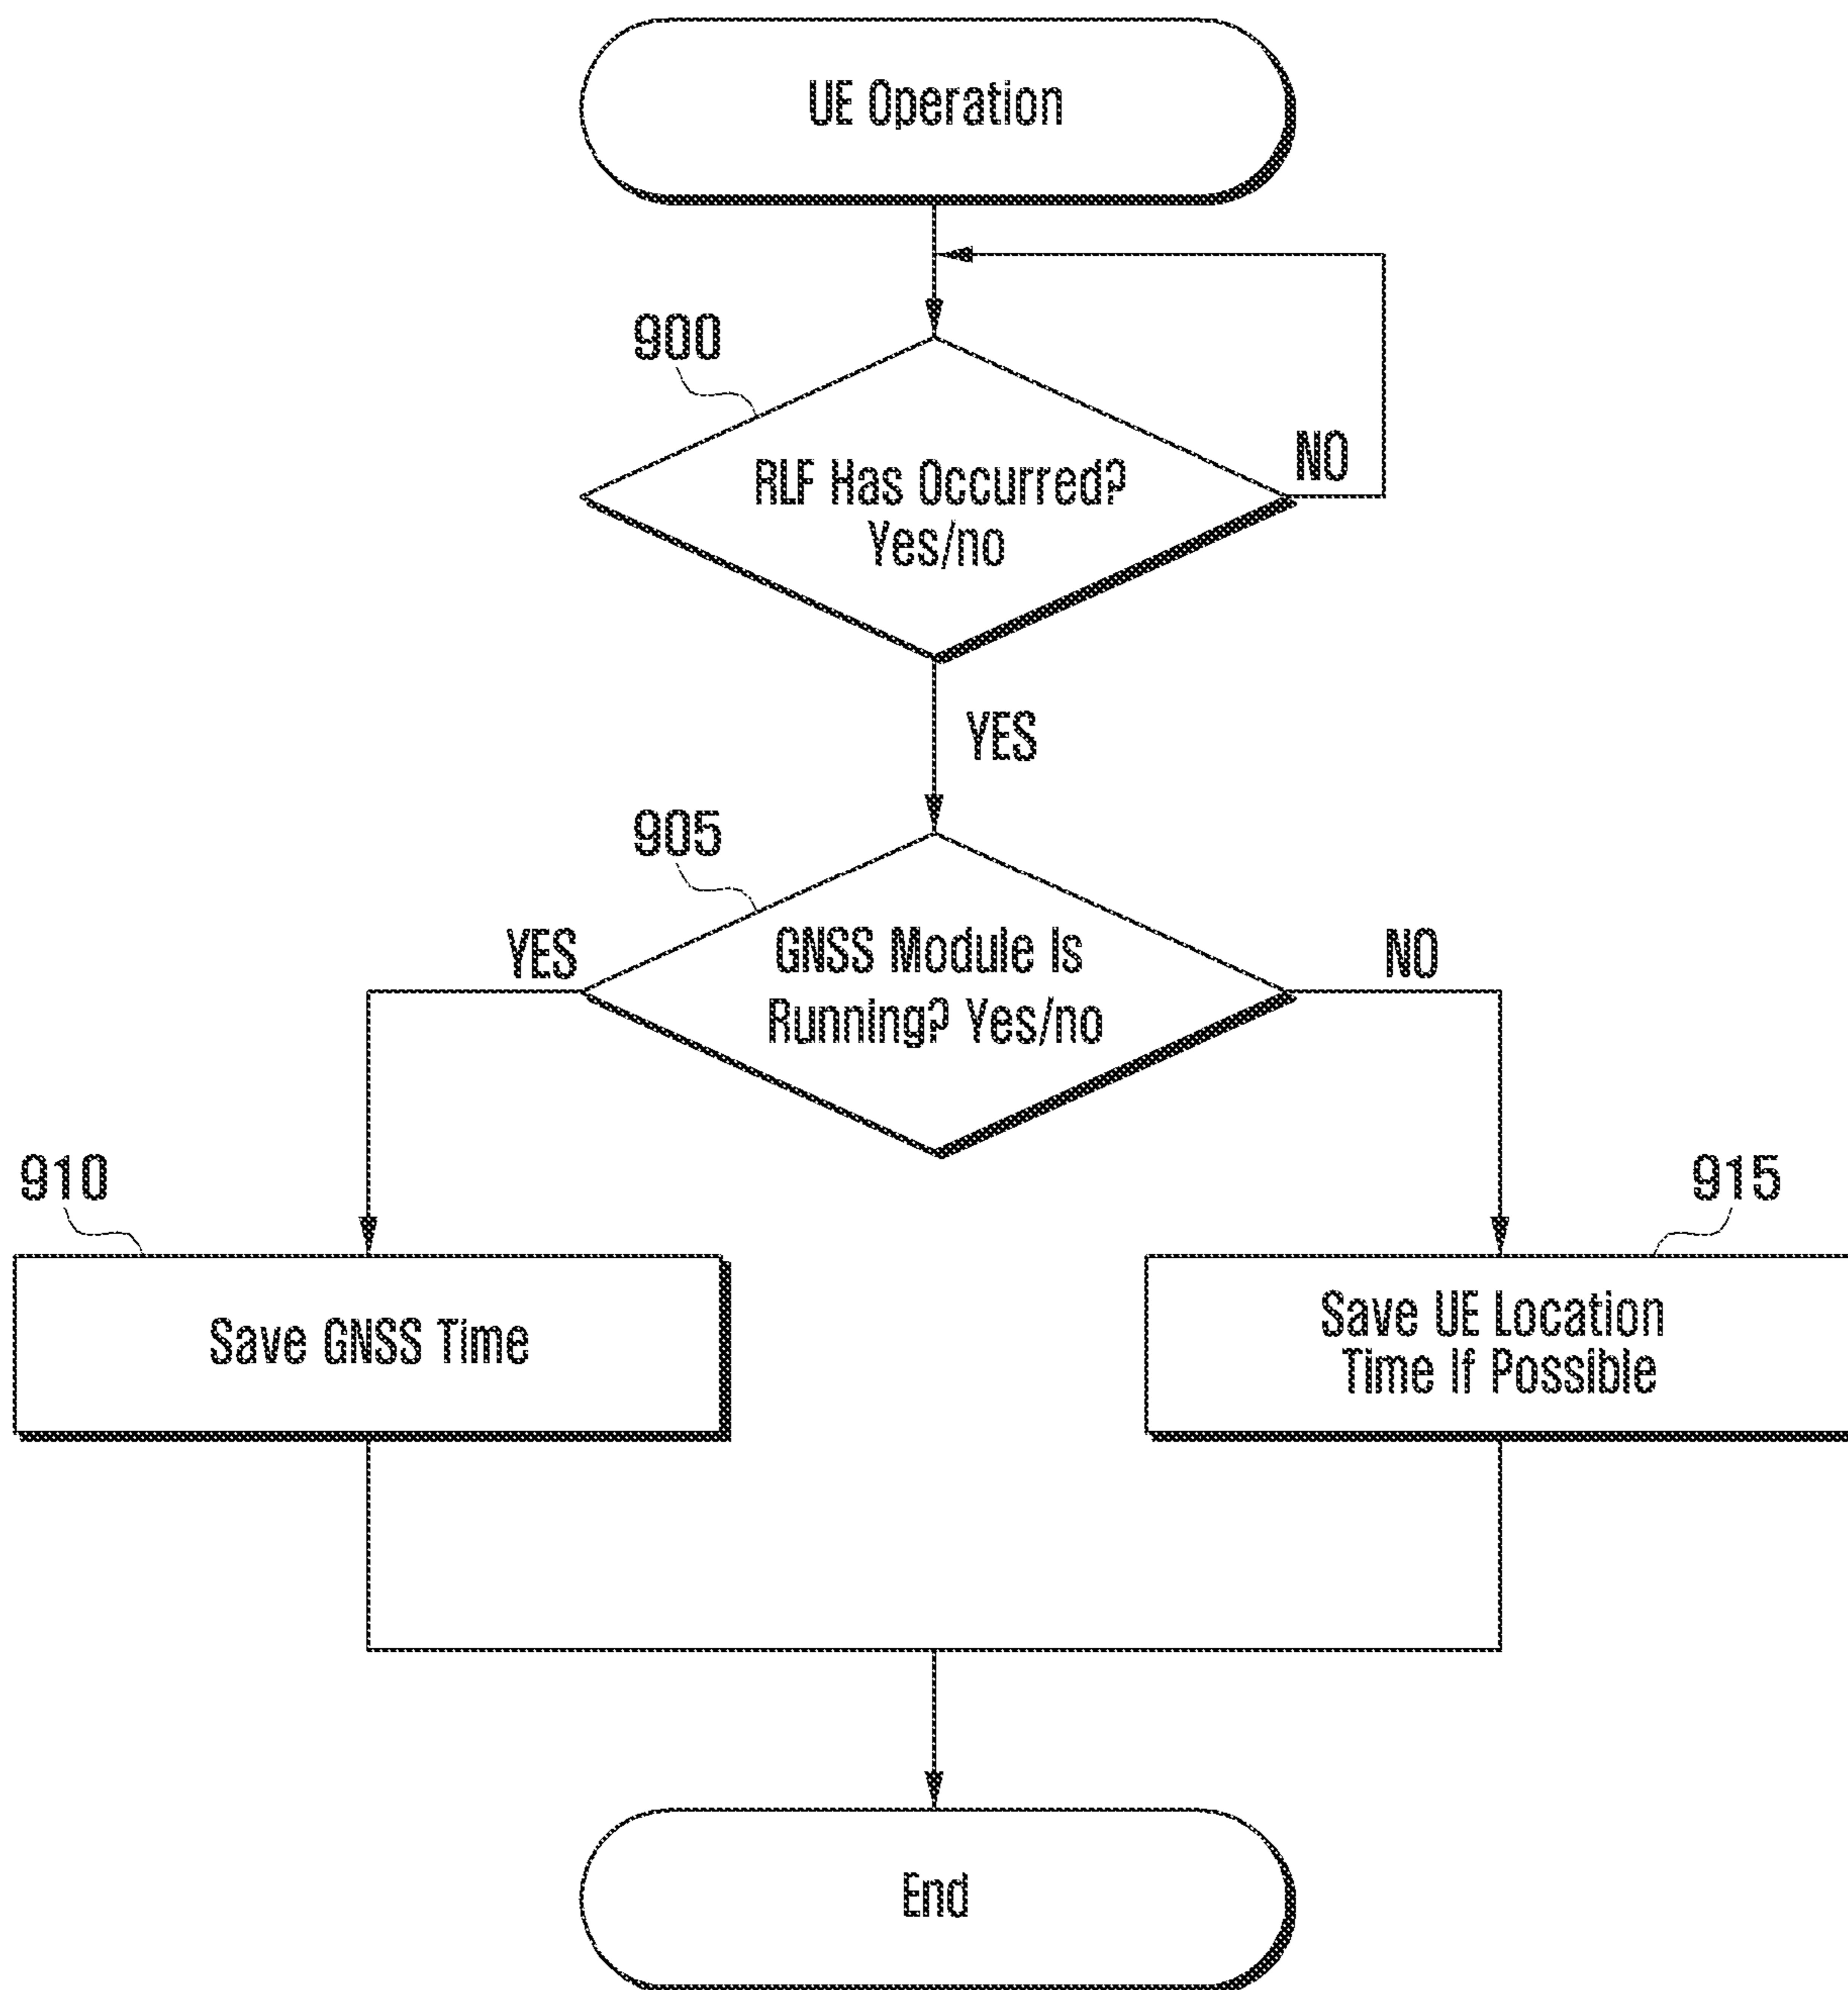 UE Operation
900
RLF Has Occurred?
Yes/no
NO
YES
905
GNSS Module Is
Running? Yes/no
YES
NO
910
Save GNSS Time
915
Save UE Location
Time If Possible
End